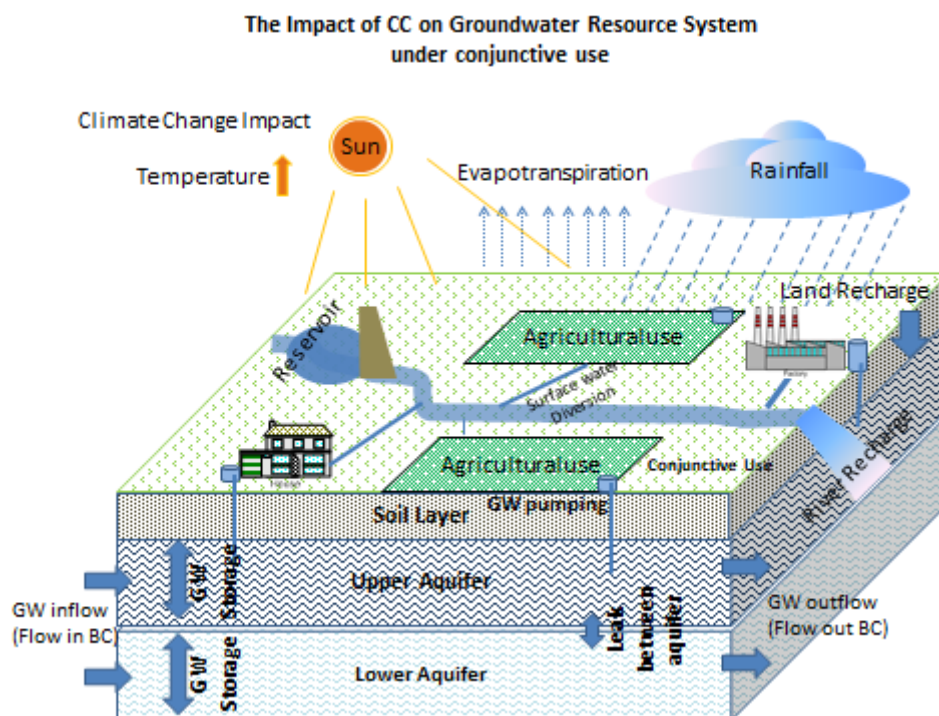 The Impact of CC on Groundwater Resource System
under conjunctive use
Climate Change Impact
Sun
Temperature
Evapotranspiration
Rainfall
Land Recharge
Reservoir
Agriculturaluse
Factory
Surface water
Diversion
River Recharge
Agriculturaluse
Conjunctive Use
GW pumping
Soil Layer
GW
Storage
Upper Aquifer
GW inflow
(Flow in BC)
GW outflow
(Flow out BC)
Leak
between
aquifer
GW
Storage
Lower Aquifer